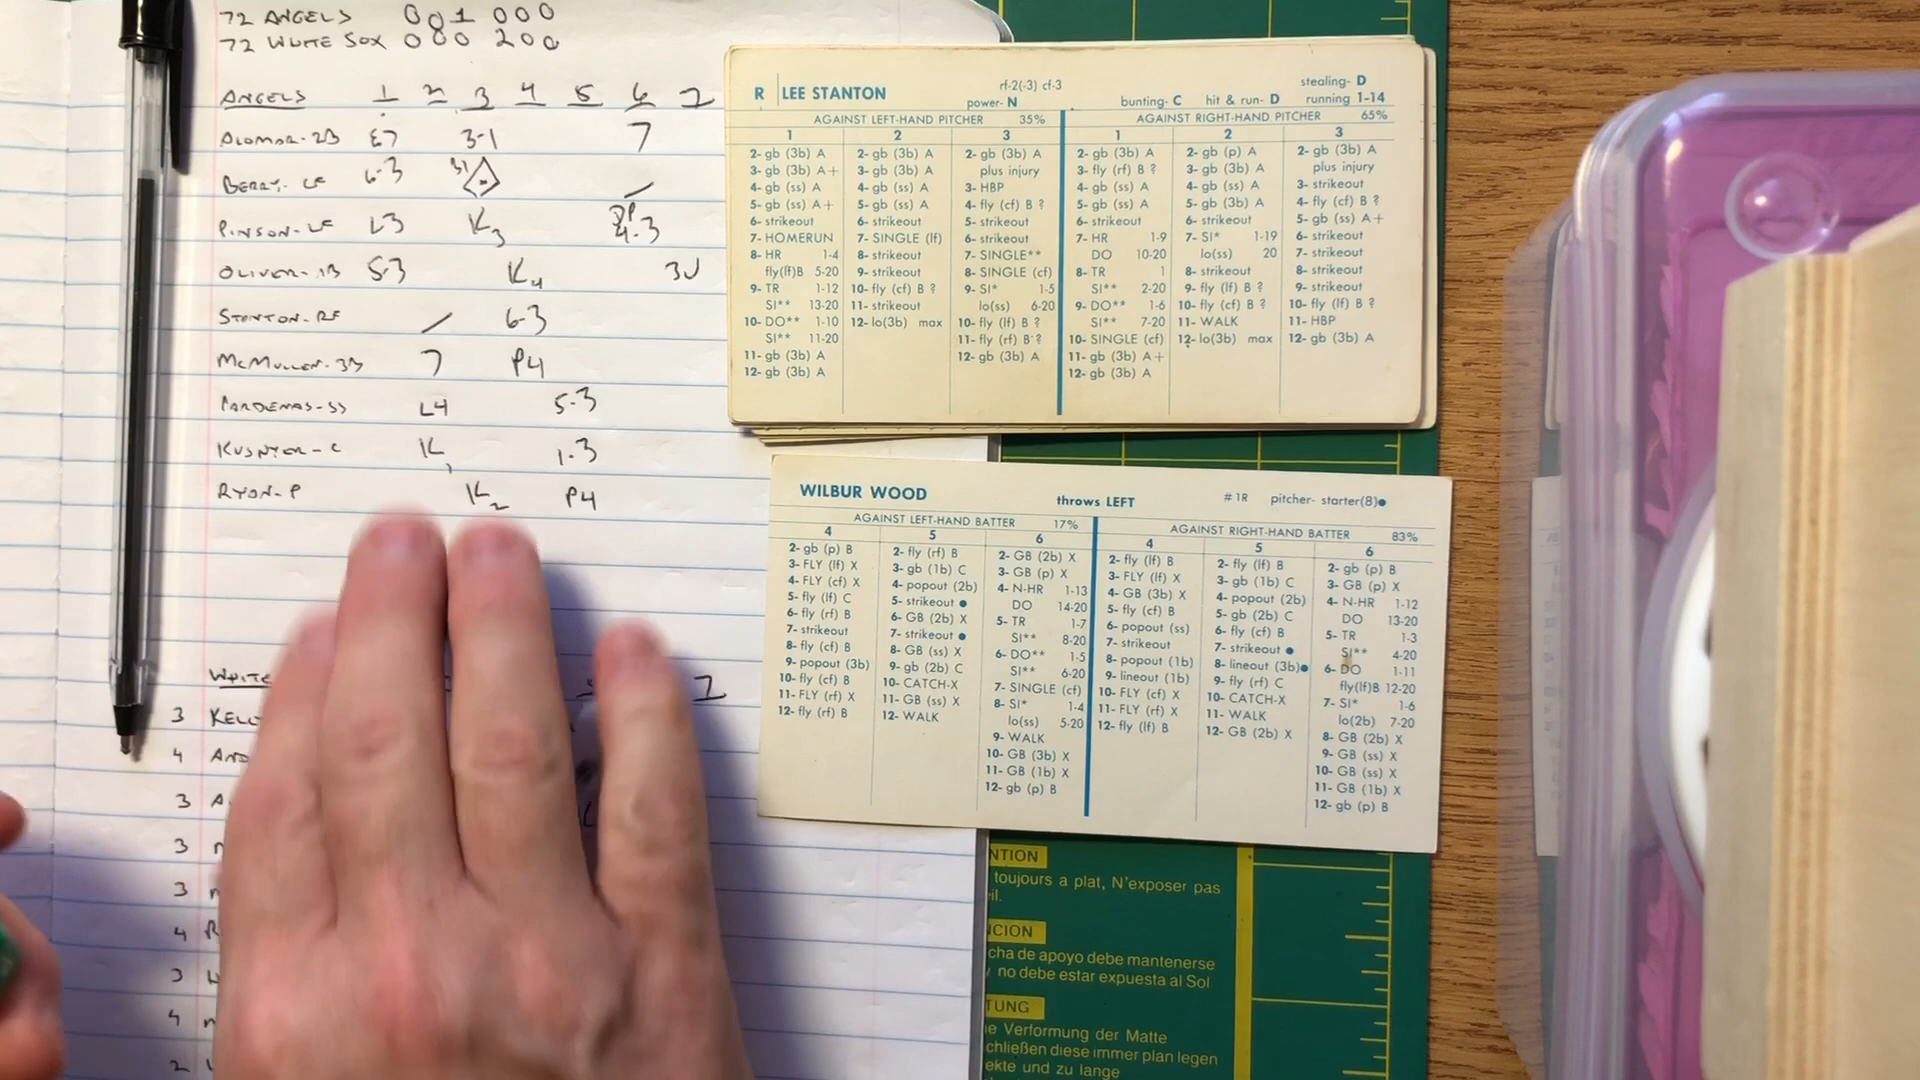 72 ANGELS 001 000
72 WHITE SOX 000 200
ANGELS 1 2 3 4 5 6 7
ALOMAR-2B E7 3-1 7
BERRY-CF 6-3 31
PINSON-LF L3 K3 DP 4.3
OLIVER-1B 5.3 K4
STANTON-RF 6-3
MCMULLEN-3B 7 P4
CARDENAS-SS L4 5.3
KUSNYER-C K1 1.3
RYAN-P K2 P4
WHITE 7
3
4
3
3
3
4 R
3
4
2
R LEE STANTON rf-2(-3) cf-3 stealing- D
power- N bunting- C hit & run- D running 1-14
AGAINST LEFT-HAND PITCHER 35%
1
2- gb (3b) A
3- gb (3b) A+
4- gb (ss) A
5- gb (ss) A+
6- strikeout
7- HOMERUN
8- HR 1-4
fly(lf)B 5-20
9- TR 1-12
SI** 13-20
10- DO** 1-10
SI** 11-20
11- gb (3b) A
12- gb (3b) A
2
2- gb (3b) A
3- gb (3b) A
4- gb (ss) A
5- gb (ss) A
6- strikeout
7- SINGLE (lf)
8- strikeout
9- strikeout
10- fly (cf) B ?
11- strikeout
12- lo(3b) max
3
2- gb (3b) A
plus injury
3- HBP
4- fly (cf) B ?
5- strikeout
6- strikeout
7- SINGLE**
8- SINGLE (cf)
9- SI* 1-5
lo(ss) 6-20
10- fly (lf) B ?
11- fly (rf) B ?
12- gb (3b) A
AGAINST RIGHT-HAND PITCHER 65%
1
2- gb (3b) A
3- fly (rf) B ?
4- gb (ss) A
5- gb (ss) A
6- strikeout
7- HR 1-9
DO 10-20
8- TR 1
SI** 2-20
9- DO** 1-6
SI** 7-20
10- SINGLE (cf)
11- gb (3b) A+
12- gb (3b) A
2
2- gb (p) A
3- gb (3b) A
4- gb (ss) A
5- gb (3b) A
6- strikeout
7- SI* 1-19
lo(ss) 20
8- strikeout
9- fly (lf) B ?
10- fly (cf) B ?
11- WALK
12- lo(3b) max
3
2- gb (3b) A
plus injury
3- strikeout
4- fly (cf) B ?
5- gb (ss) A+
6- strikeout
7- strikeout
8- strikeout
9- strikeout
10- fly (lf) B ?
11- HBP
12- gb (3b) A
WILBUR WOOD throws LEFT #1R pitcher- starter(8)●
AGAINST LEFT-HAND BATTER 17%
4
2- gb (p) B
3- FLY (lf) X
4- FLY (cf) X
5- fly (lf) C
6- fly (rf) B
7- strikeout
8- fly (cf) B
9- popout (3b)
10- fly (cf) B
11- FLY (rf) X
12- fly (rf) B
5
2- fly (rf) B
3- gb (1b) C
4- popout (2b)
5- strikeout ●
6- GB (2b) X
7- strikeout ●
8- GB (ss) X
9- gb (2b) C
10- CATCH-X
11- GB (ss) X
12- WALK
6
2- GB (2b) X
3- GB (p) X
4- N-HR 1-13
DO 14-20
5- TR 1-7
SI** 8-20
6- DO** 1-5
SI** 6-20
7- SINGLE (cf)
8- SI* 1-4
lo(ss) 5-20
9- WALK
10- GB (3b) X
11- GB (1b) X
12- gb (p) B
AGAINST RIGHT-HAND BATTER 83%
4
2- fly (lf) B
3- FLY (lf) X
4- GB (3b) X
5- fly (cf) B
6- popout (ss)
7- strikeout
8- popout (1b)
9- lineout (1b)
10- FLY (cf) X
11- FLY (rf) X
12- fly (lf) B
5
2- fly (lf) B
3- gb (1b) C
4- popout (2b)
5- gb (2b) C
6- fly (cf) B
7- strikeout ●
8- lineout (3b)●
9- fly (rf) C
10- CATCH-X
11- WALK
12- GB (2b) X
6
2- gb (p) B
3- GB (p) X
4- N-HR 1-12
DO 13-20
5- TR 1-3
SI** 4-20
6- DO 1-11
fly(lf)B 12-20
7- SI* 1-6
lo(2b) 7-20
8- GB (2b) X
9- GB (ss) X
10- GB (ss) X
11- GB (1b) X
12- gb (p) B
NTION
toujours a plat, N'exposer pas
CION
cha de apoyo debe mantenerse
no debe estar expuesta al Sol
TUNG
e Verformung der Matte
chließen diese immer plan legen
ekte und zu lange